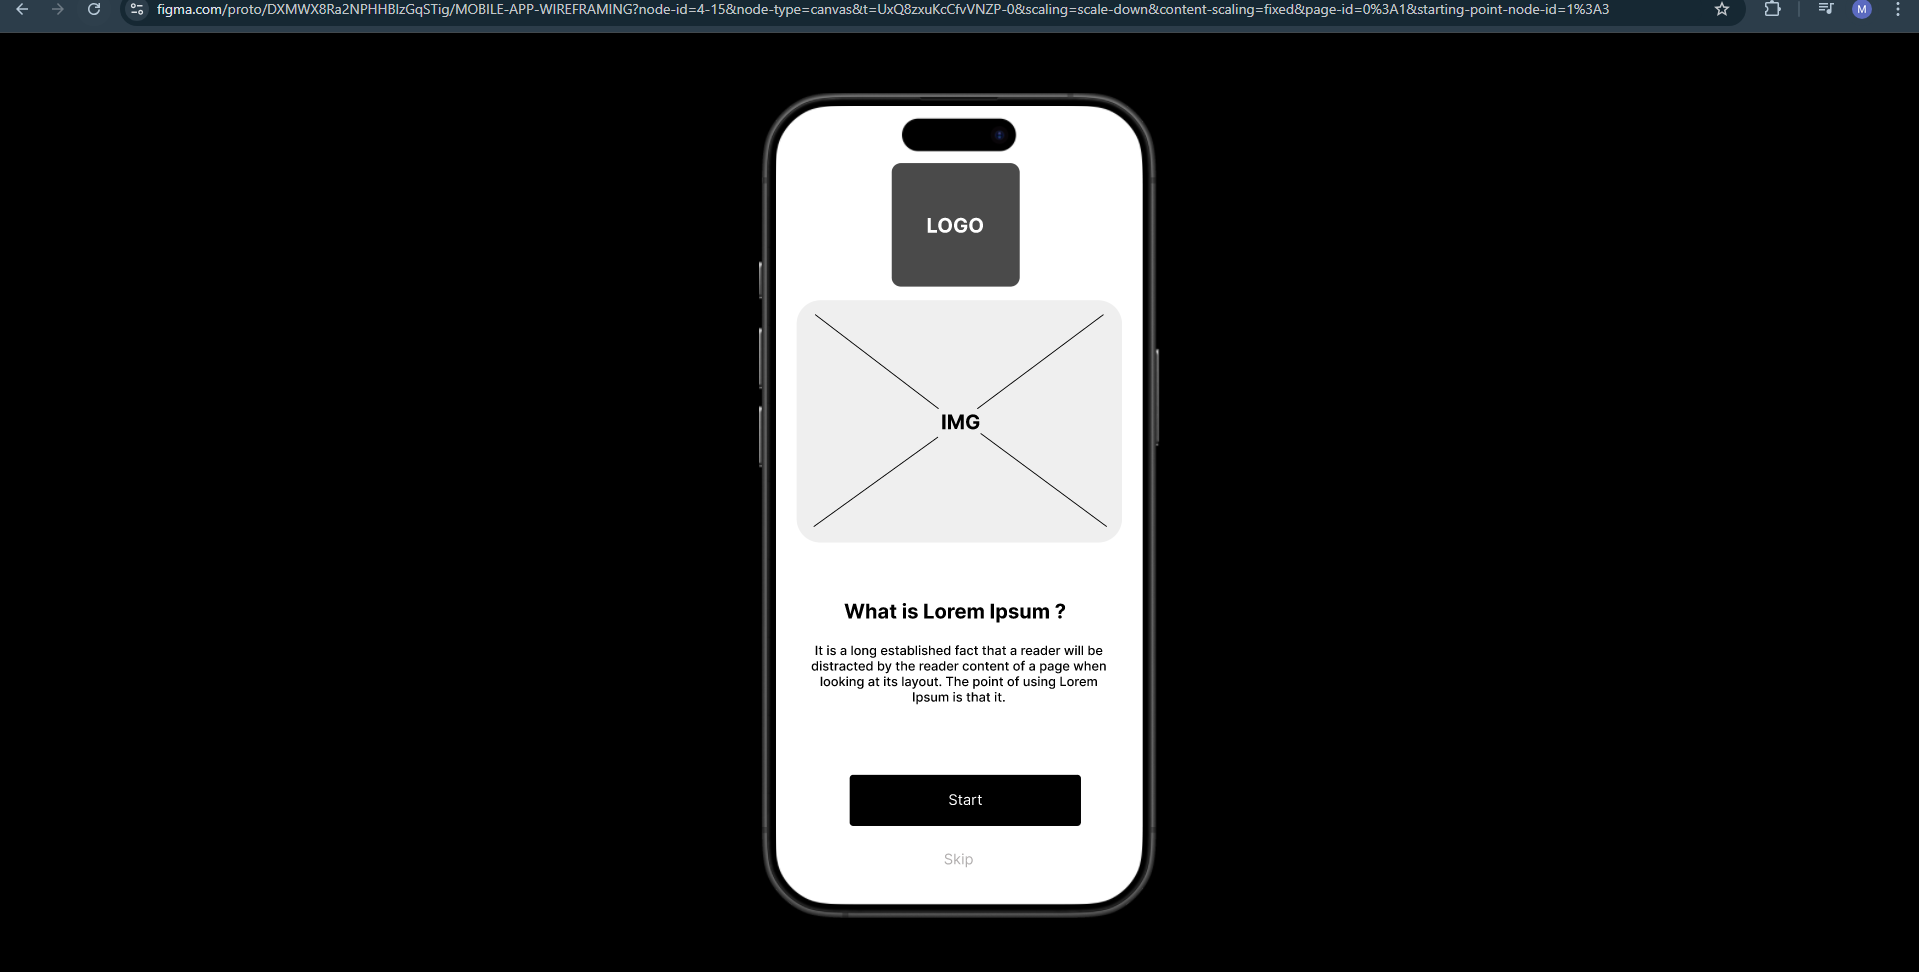 figma.com/proto/DXMWX8Ra2NPHHBlzGqSTig/MOBILE-APP-WIREFRAMING?node-id=4-15&node-type=canvas&t=UxQ8zxuKcCfvVNZP-0&scaling=scale-down&content-scaling=fixed&page-id=0%3A1&starting-point-node-id=1%3A3
M
LOGO
IMG
What is Lorem Ipsum ?
It is a long established fact that a reader will be
distracted by the reader content of a page when
looking at its layout. The point of using Lorem
Ipsum is that it.
Start
Skip